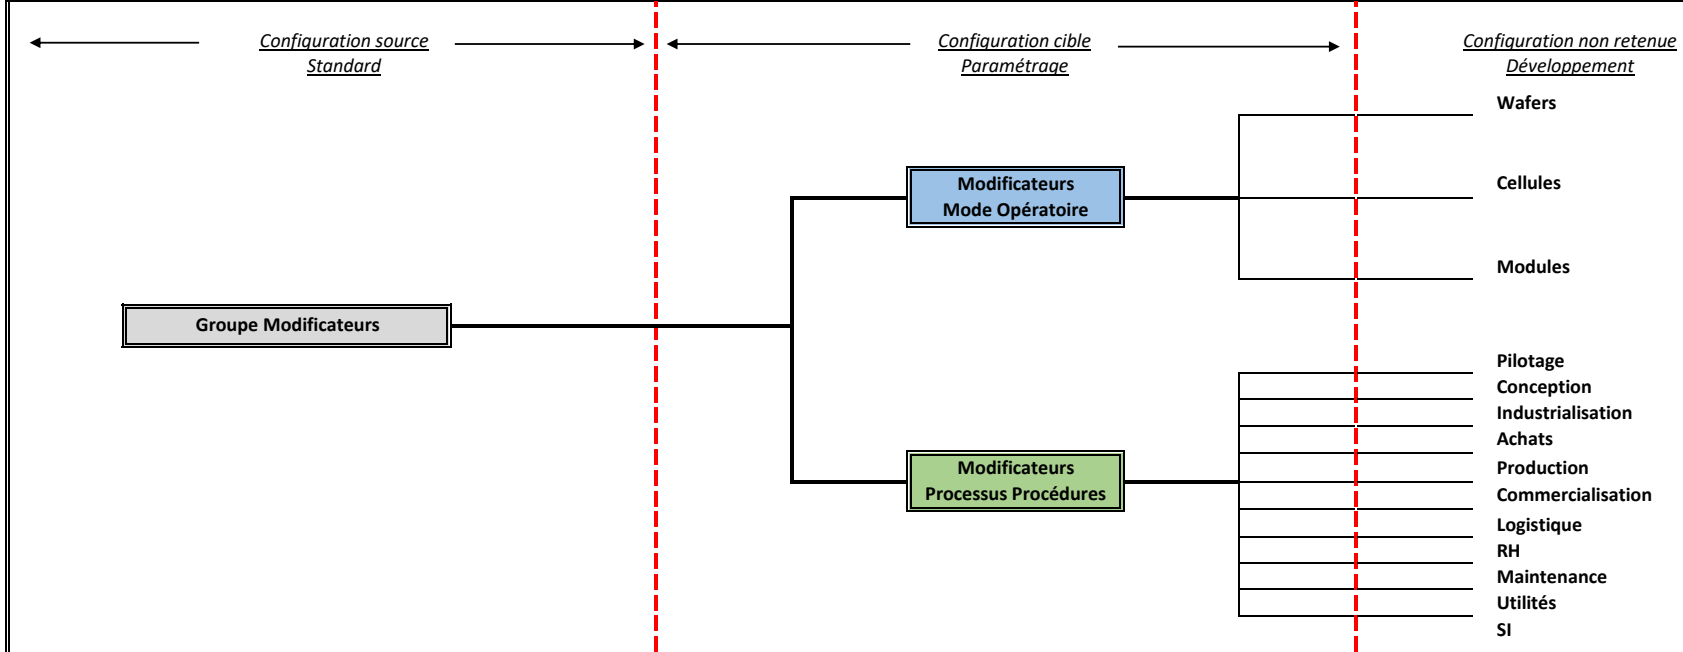 Configuration source
Standard
Configuration cible
Paramétrage
Configuration non retenue
Développement
Wafers
Modificateurs
Mode Opératoire
Cellules
Modules
Groupe Modificateurs
Pilotage
Conception
Industrialisation
Achats
Modificateurs
Processus Procédures
Production
Commercialisation
Logistique
RH
Maintenance
Utilités
SI